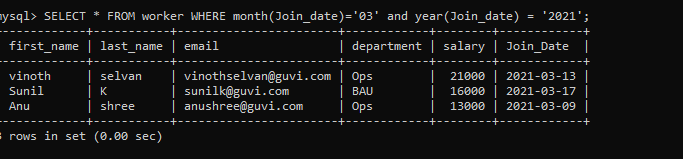 mysql> SELECT * FROM worker WHERE month(Join_date)='03' and year(Join_date) = '2021';
first_name | last_name | email | department | salary | Join_Date |
vinoth | selvan | vinothselvan@guvi.com | Ops | 21000 | 2021-03-13 |
Sunil | K | sunilk@guvi.com | BAU | 16000 | 2021-03-17 |
Anu | shree | anushree@guvi.com | Ops | 13000 | 2021-03-09 |
3 rows in set (0.00 sec)